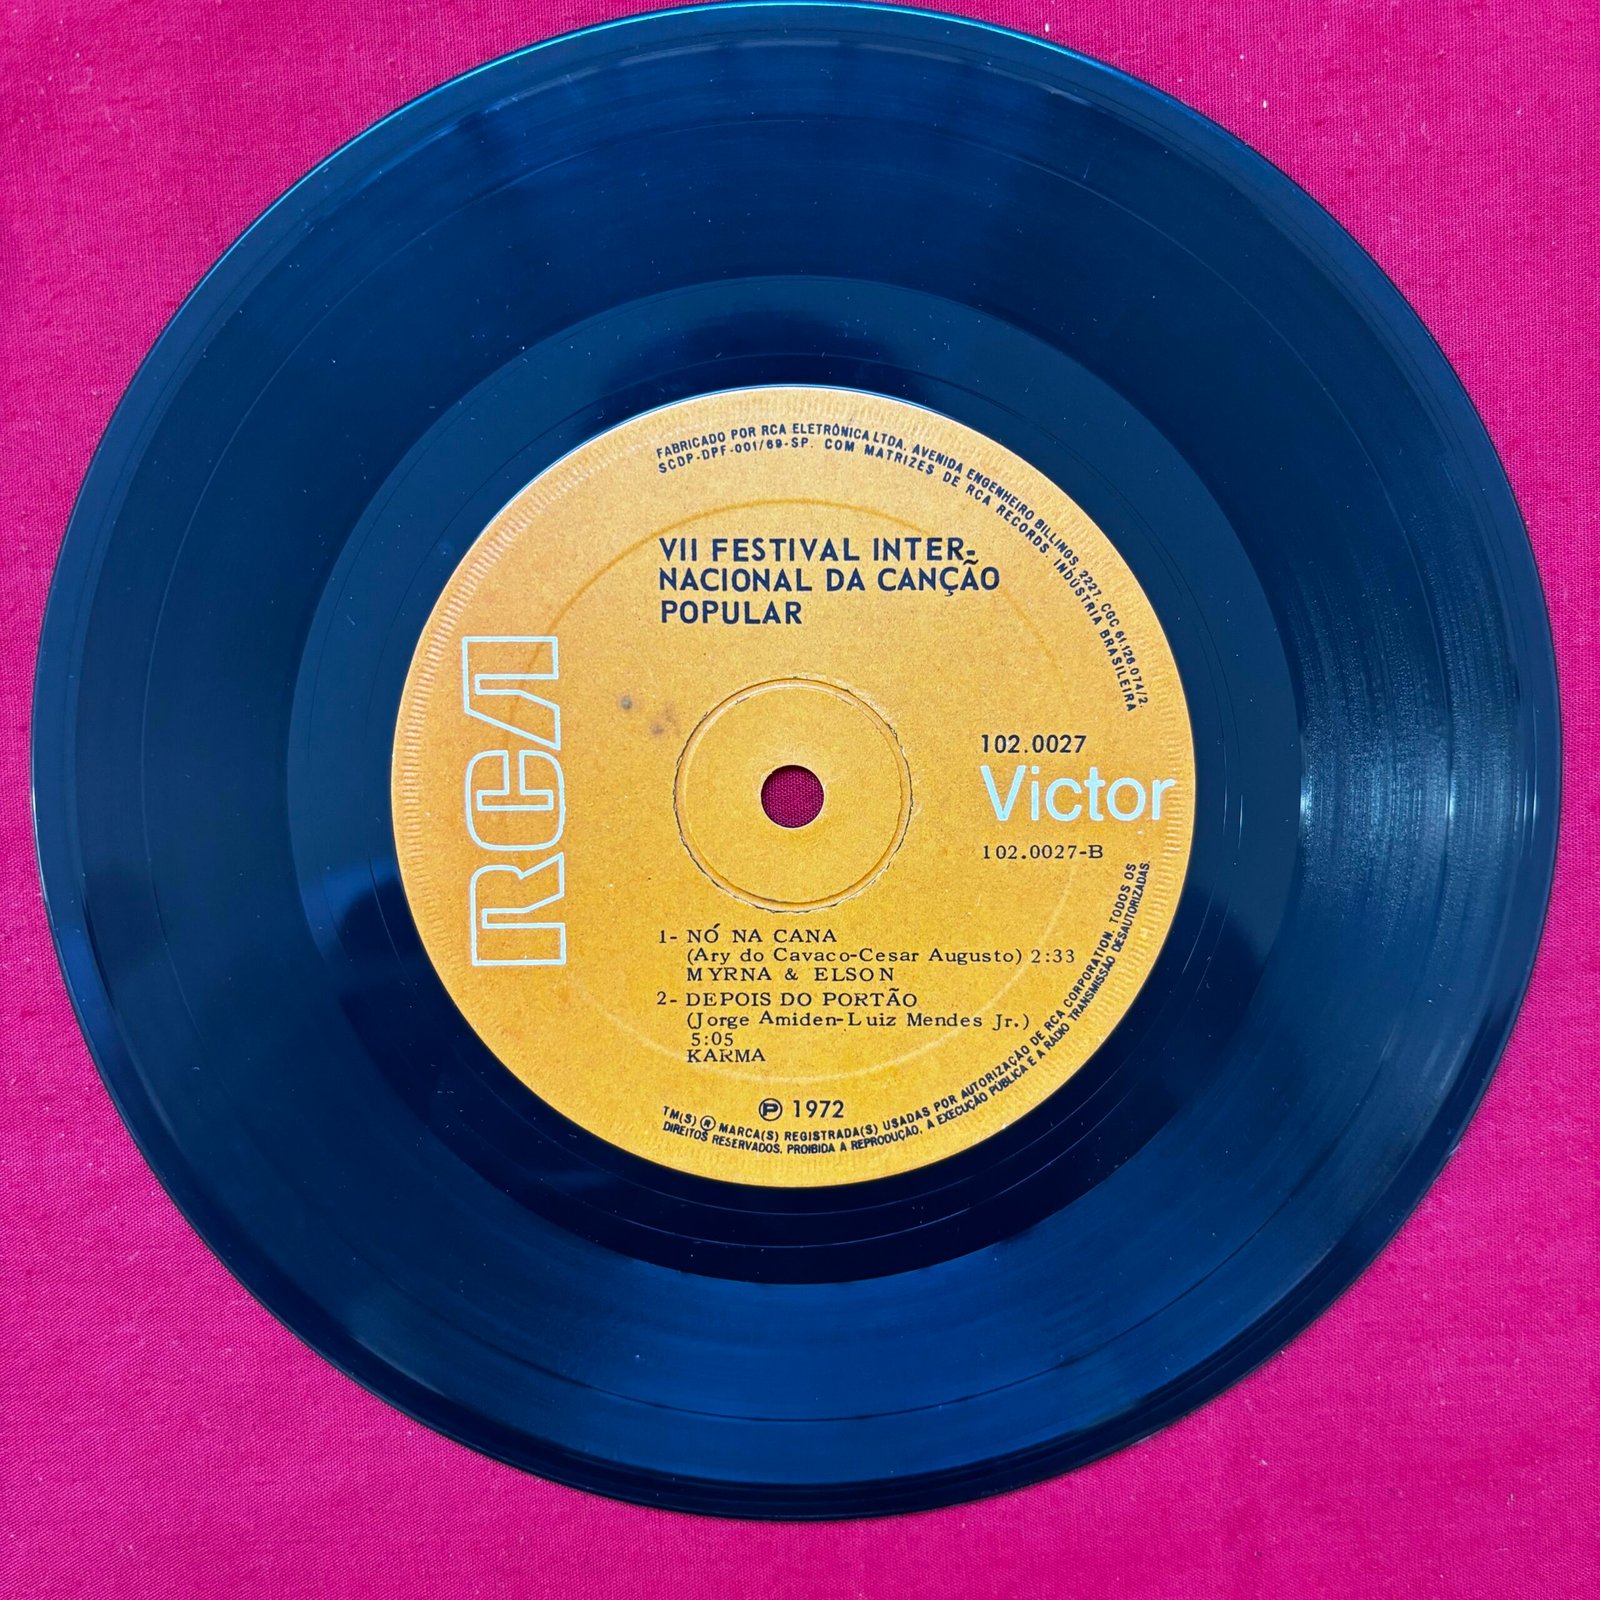 FABRICADO POR RCA ELETRÔNICA LTDA. AVENIDA ENGENHEIRO BILLINGS, 2227. CGC 61.126.074/2.
SCDP-DPF-001/69-SP. COM MATRIZES DE RCA RECORDS. INDÚSTRIA BRASILEIRA
VII FESTIVAL INTER-
NACIONAL DA CANÇÃO
POPULAR
RCA
102.0027
Victor
102.0027-B
1- NÓ NA CANA
(Ary do Cavaco-Cesar Augusto) 2:33
MYRNA & ELSON
2- DEPOIS DO PORTÃO
(Jorge Amiden-Luiz Mendes Jr.)
5:05
KARMA
Ⓟ 1972
TM(S) ® MARCA(S) REGISTRADA(S) USADAS POR AUTORIZAÇÃO DE RCA CORPORATION. TODOS OS
DIREITOS RESERVADOS. PROIBIDA A REPRODUÇÃO, A EXECUÇÃO PÚBLICA E A RÁDIO TRANSMISSÃO DESAUTORIZADAS.